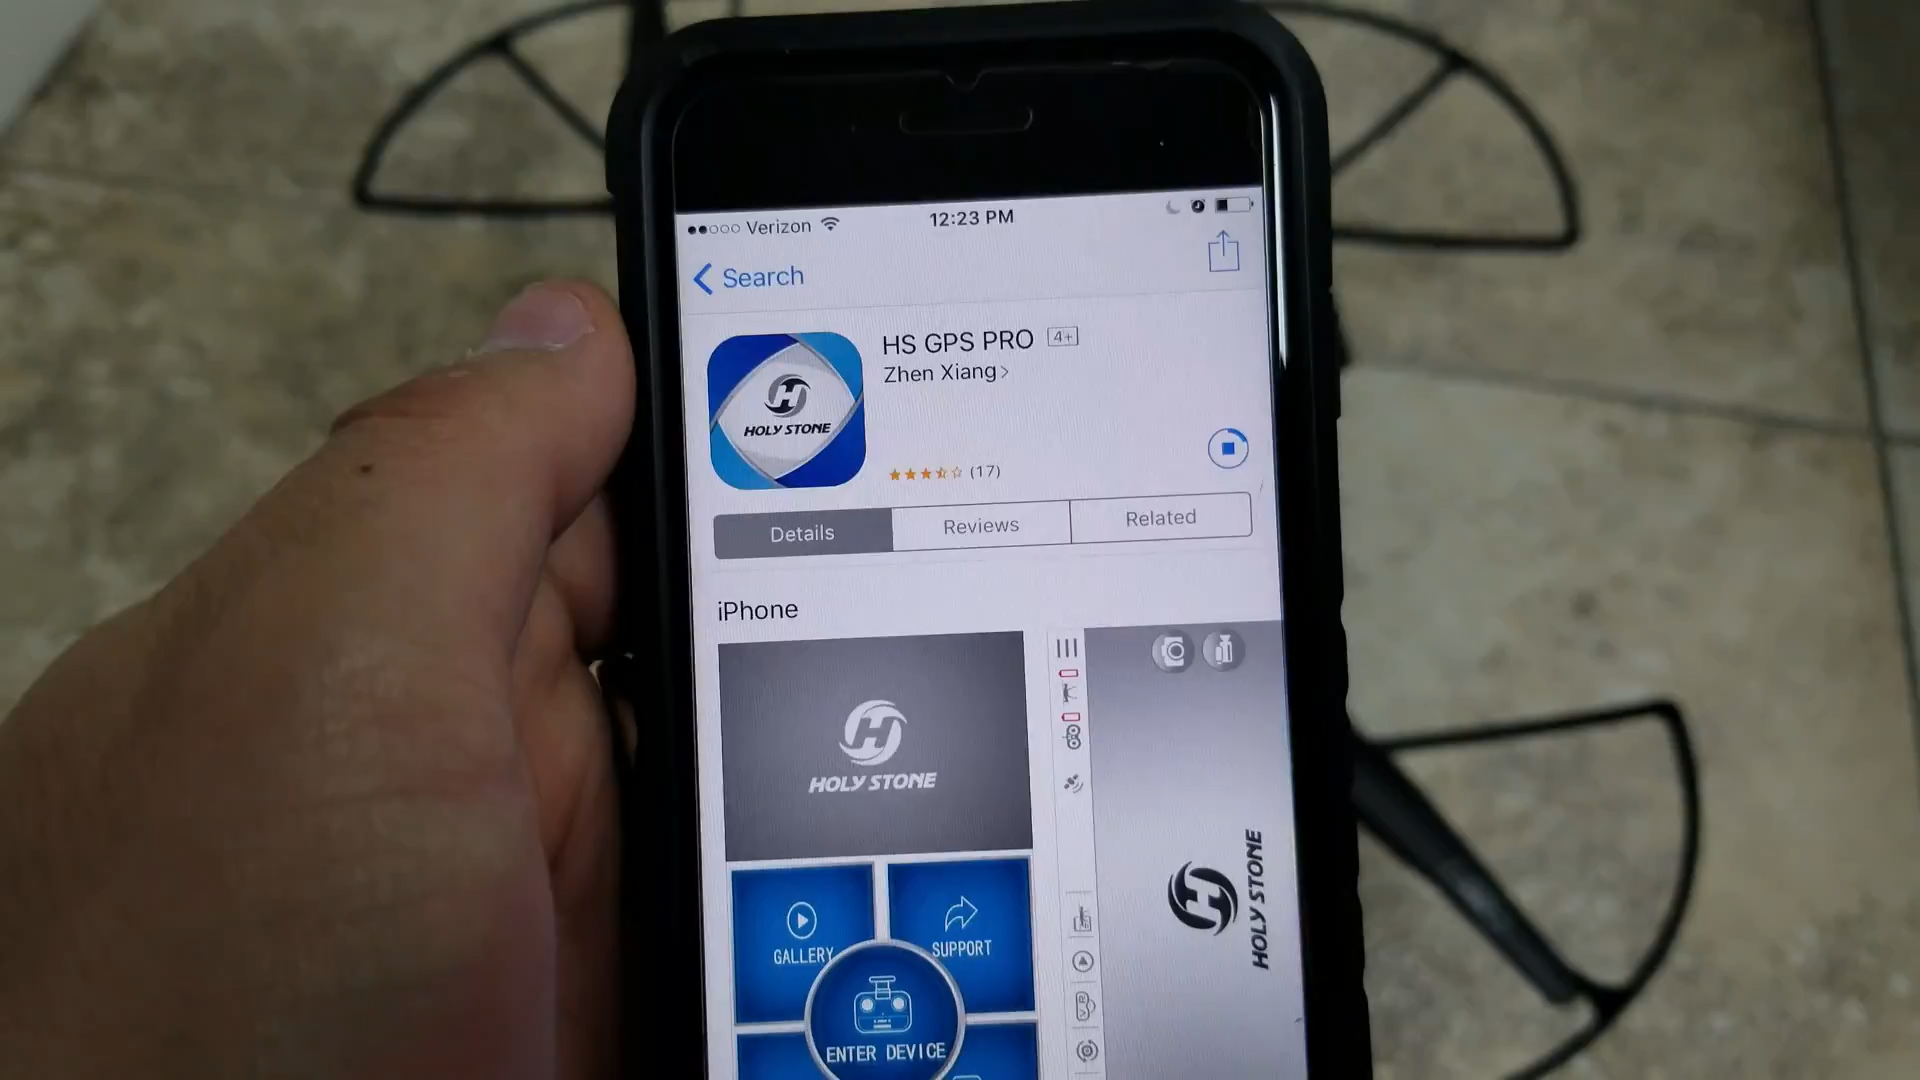 Verizon
12:23 PM
Search
HS GPS PRO 4+
Zhen Xiang
HOLY STONE
(17)
Details
Reviews
Related
iPhone
HOLY STONE
GALLERY
SUPPORT
ENTER DEVICE
VR
HOLY STONE